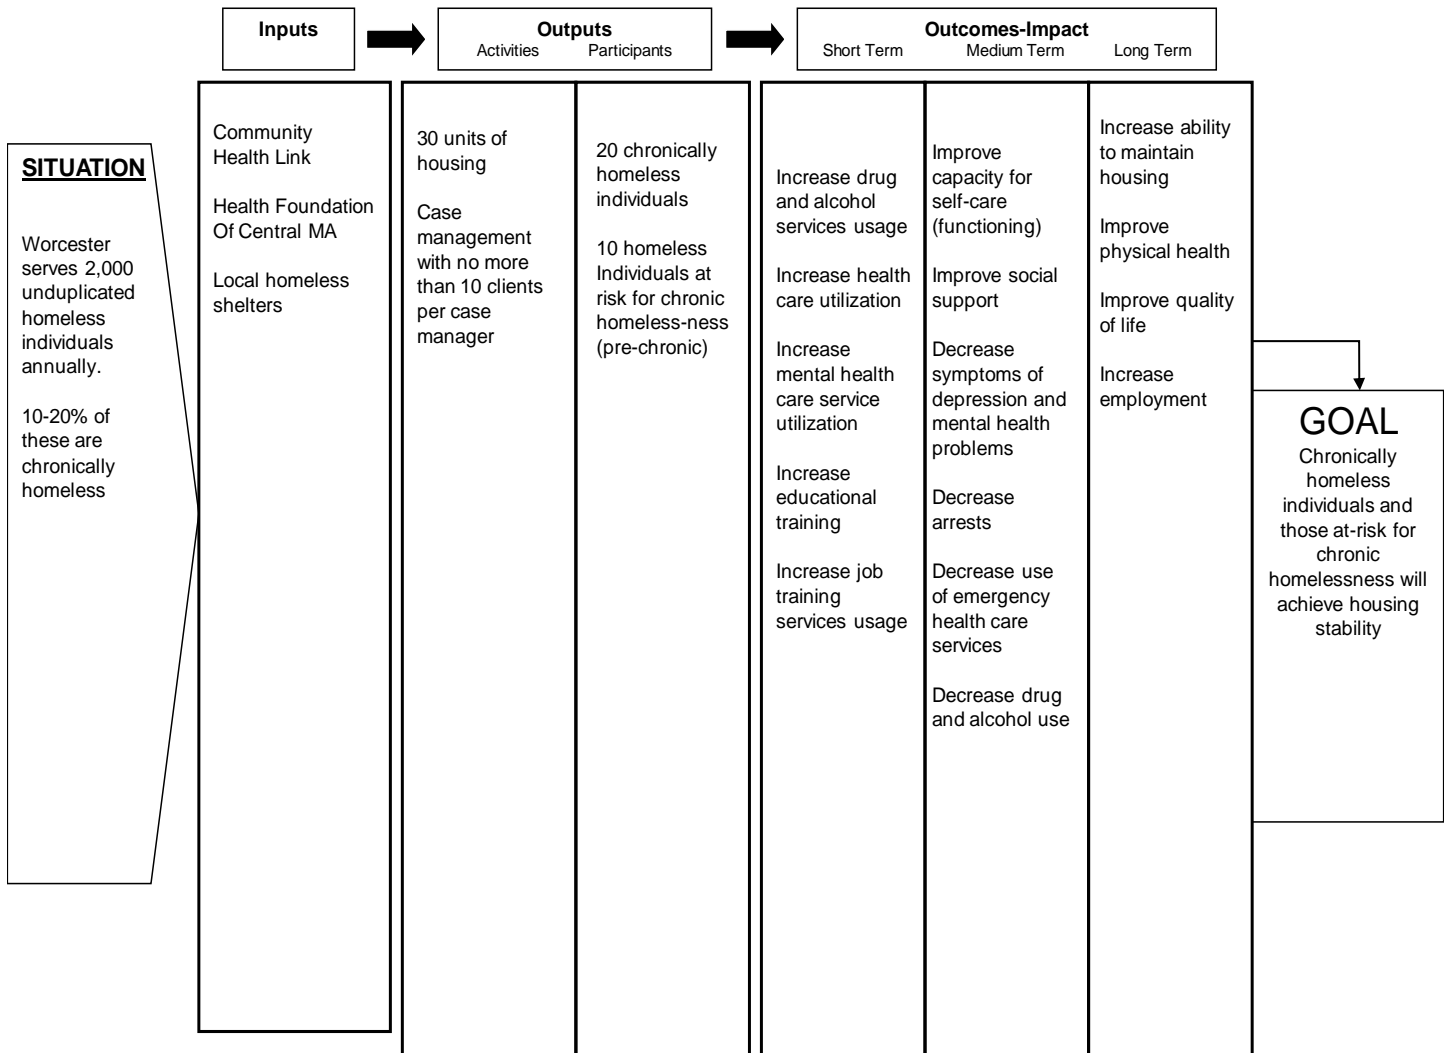 Inputs
Outputs
Activities Participants
Outcomes-Impact
Short Term Medium Term Long Term
SITUATION
Worcester
serves 2,000
unduplicated
homeless
individuals
annually.
10-20% of
these are
chronically
homeless
Community
Health Link
Health Foundation
Of Central MA
Local homeless
shelters
30 units of
housing
Case
management
with no more
than 10 clients
per case
manager
20 chronically
homeless
individuals
10 homeless
Individuals at
risk for chronic
homeless-ness
(pre-chronic)
Increase drug
and alcohol
services usage
Increase health
care utilization
Increase
mental health
care service
utilization
Increase
educational
training
Increase job
training
services usage
Improve
capacity for
self-care
(functioning)
Improve social
support
Decrease
symptoms of
depression and
mental health
problems
Decrease
arrests
Decrease use
of emergency
health care
services
Decrease drug
and alcohol use
Increase ability
to maintain
housing
Improve
physical health
Improve quality
of life
Increase
employment
GOAL
Chronically
homeless
individuals and
those at-risk for
chronic
homelessness will
achieve housing
stability